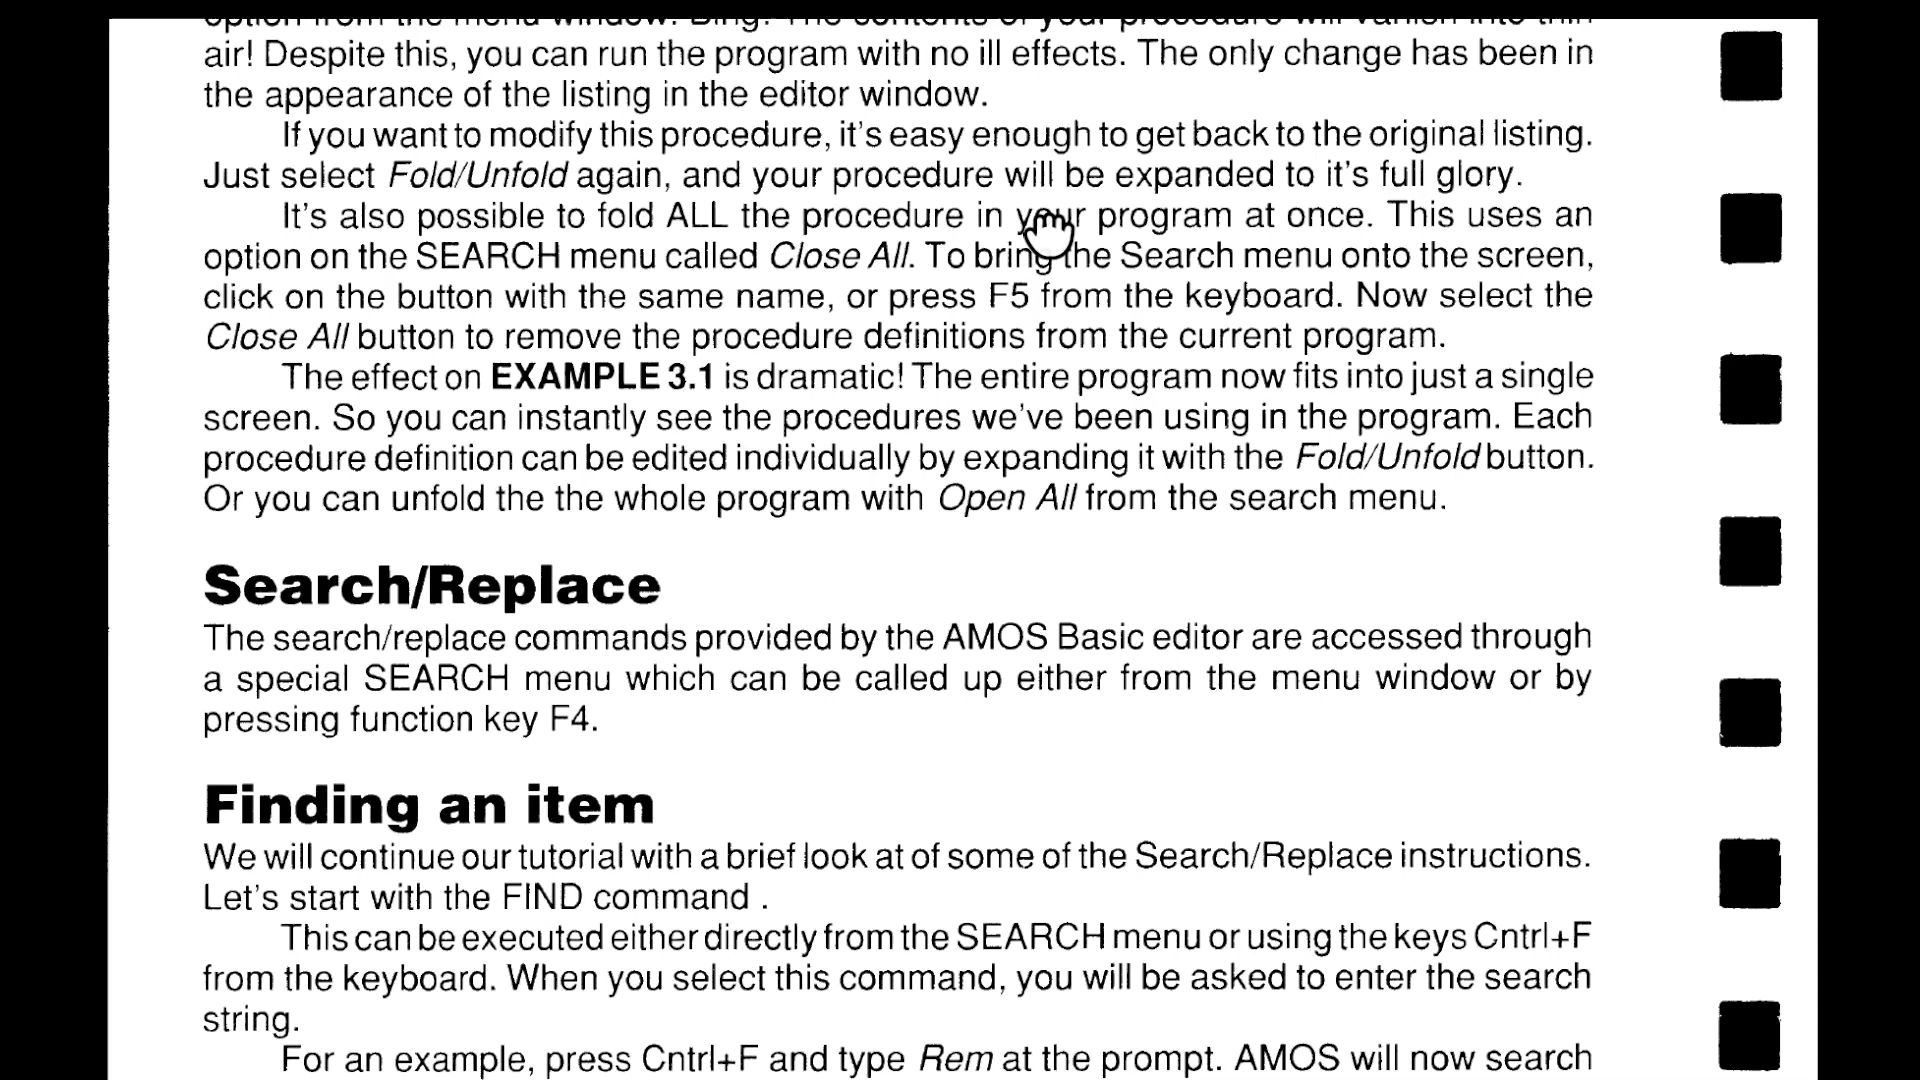 option from the menu window. Bing! The contents of your procedure will vanish into thin
air! Despite this, you can run the program with no ill effects. The only change has been in
the appearance of the listing in the editor window.
If you want to modify this procedure, it's easy enough to get back to the original listing.
Just select Fold/Unfold again, and your procedure will be expanded to it's full glory.
It's also possible to fold ALL the procedure in your program at once. This uses an
option on the SEARCH menu called Close All. To bring the Search menu onto the screen,
click on the button with the same name, or press F5 from the keyboard. Now select the
Close All button to remove the procedure definitions from the current program.
The effect on EXAMPLE 3.1 is dramatic! The entire program now fits into just a single
screen. So you can instantly see the procedures we've been using in the program. Each
procedure definition can be edited individually by expanding it with the Fold/Unfold button.
Or you can unfold the the whole program with Open All from the search menu.
Search/Replace
The search/replace commands provided by the AMOS Basic editor are accessed through
a special SEARCH menu which can be called up either from the menu window or by
pressing function key F4.
Finding an item
We will continue our tutorial with a brief look at of some of the Search/Replace instructions.
Let's start with the FIND command .
This can be executed either directly from the SEARCH menu or using the keys Cntrl+F
from the keyboard. When you select this command, you will be asked to enter the search
string.
For an example, press Cntrl+F and type Rem at the prompt. AMOS will now search